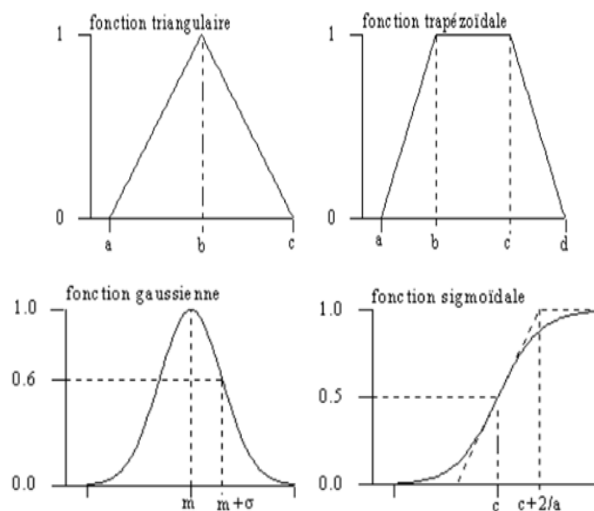 fonction triangulaire
1
0
a b c
fonction trapézoïdale
1
0
a b c d
fonction gaussienne
1.0
0.6
0.0
m m+σ
fonction sigmoïdale
1.0
0.5
0.0
c c+2/a